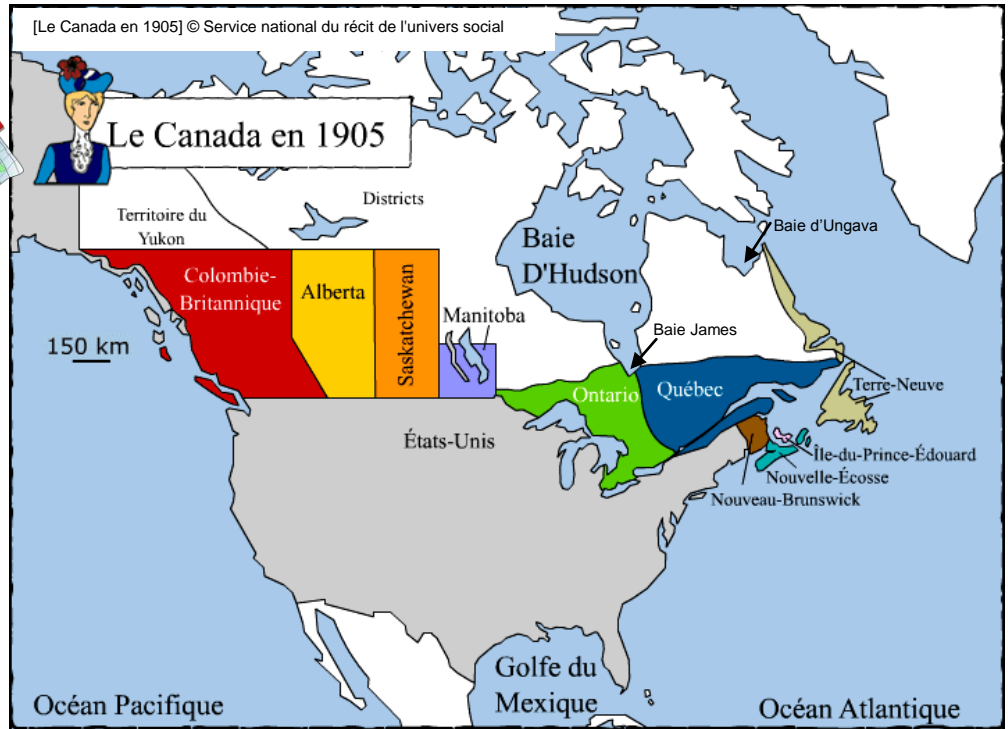 [Le Canada en 1905] © Service national du récit de l'univers social
Le Canada en 1905
Districts
Territoire du
Yukon
Baie d'Ungava
Baie
D'Hudson
Colombie-
Britannique
Alberta
Saskatchewan
Manitoba
Baie James
150 km
Ontario
Québec
Terre-Neuve
États-Unis
Île-du-Prince-Édouard
Nouvelle-Écosse
Nouveau-Brunswick
Golfe du
Mexique
Océan Pacifique
Océan Atlantique